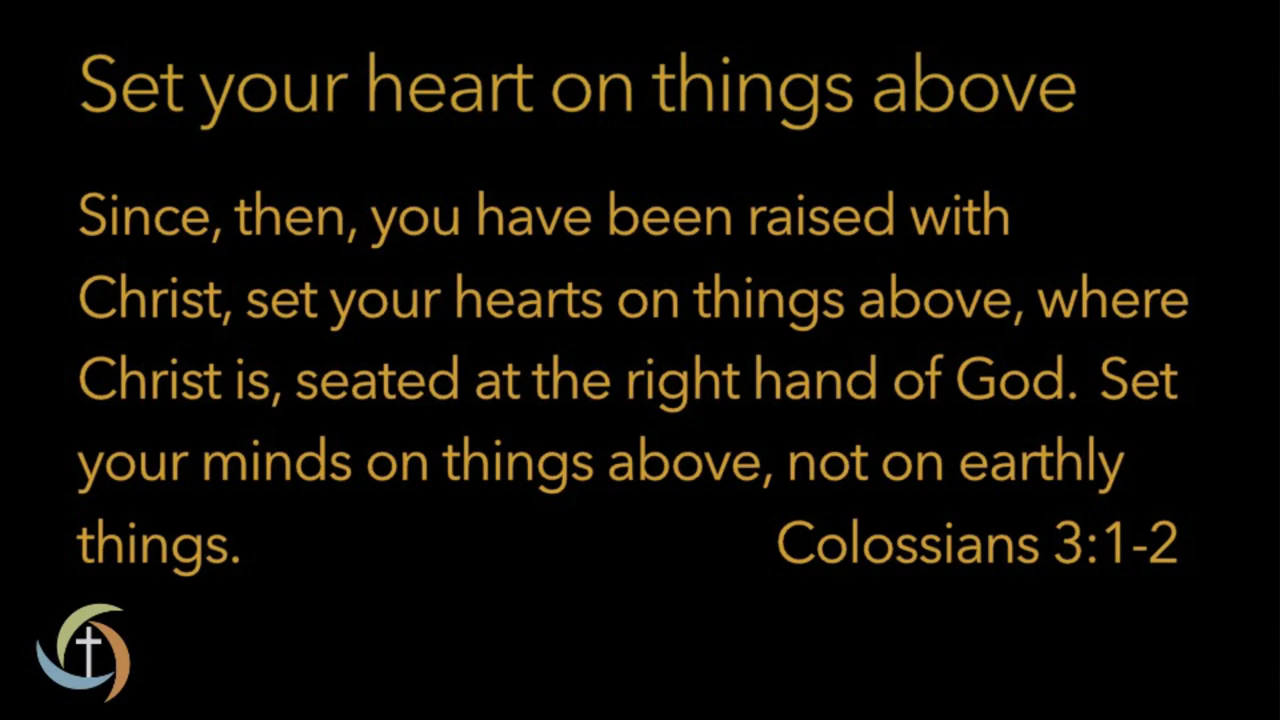 Set your heart on things above
Since, then, you have been raised with
Christ, set your hearts on things above, where
Christ is, seated at the right hand of God. Set
your minds on things above, not on earthly
things. Colossians 3:1-2